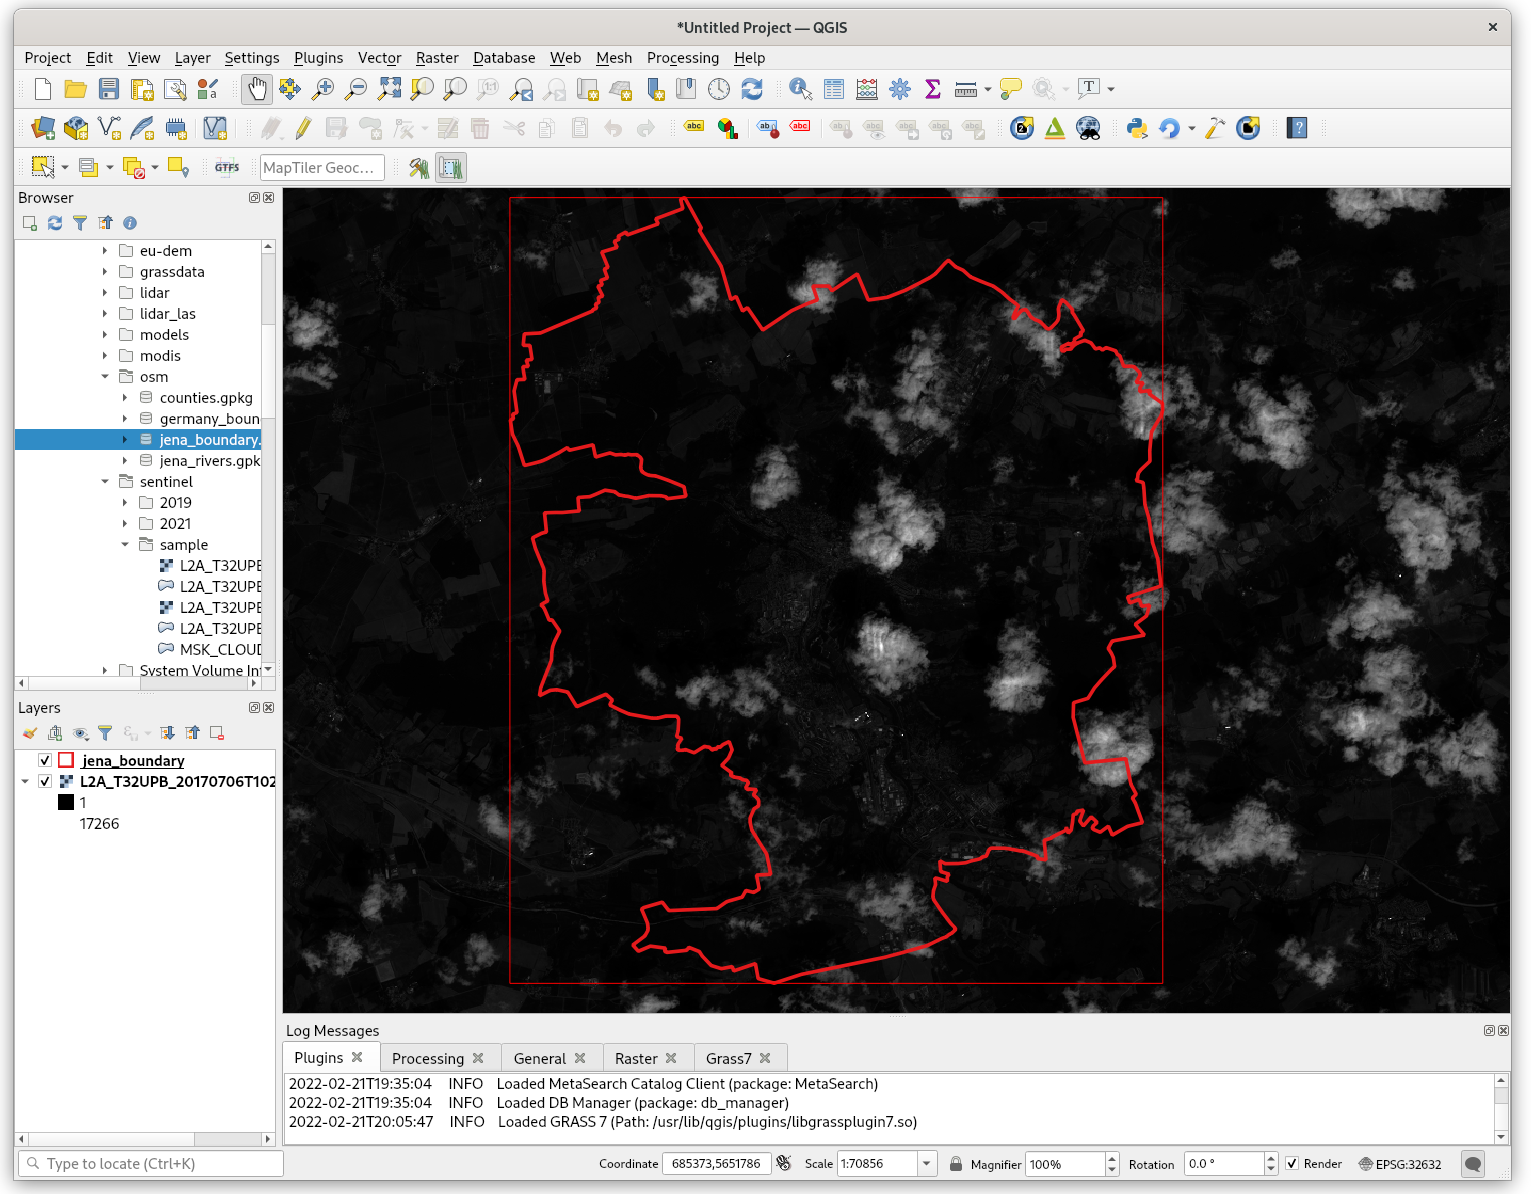 *Untitled Project — QGIS
Project Edit View Layer Settings Plugins Vector Raster Database Web Mesh Processing Help
1:1
T
abc abc abc
GTFS MapTiler Geoc...
Browser
eu-dem
grassdata
lidar
lidar_las
models
modis
osm
counties.gpkg
germany_boun
jena_boundary.
jena_rivers.gpk
sentinel
2019
2021
sample
L2A_T32UPE
L2A_T32UPE
L2A_T32UPE
L2A_T32UPE
MSK_CLOUD
System Volume Inf
Layers
jena_boundary
L2A_T32UPB_20170706T102
1
17266
Log Messages
Plugins Processing General Raster Grass7
2022-02-21T19:35:04 INFO Loaded MetaSearch Catalog Client (package: MetaSearch)
2022-02-21T19:35:04 INFO Loaded DB Manager (package: db_manager)
2022-02-21T20:05:47 INFO Loaded GRASS 7 (Path: /usr/lib/qgis/plugins/libgrassplugin7.so)
Type to locate (Ctrl+K) Coordinate 685373,5651786 Scale 1:70856 Magnifier 100% Rotation 0.0 ° Render EPSG:32632